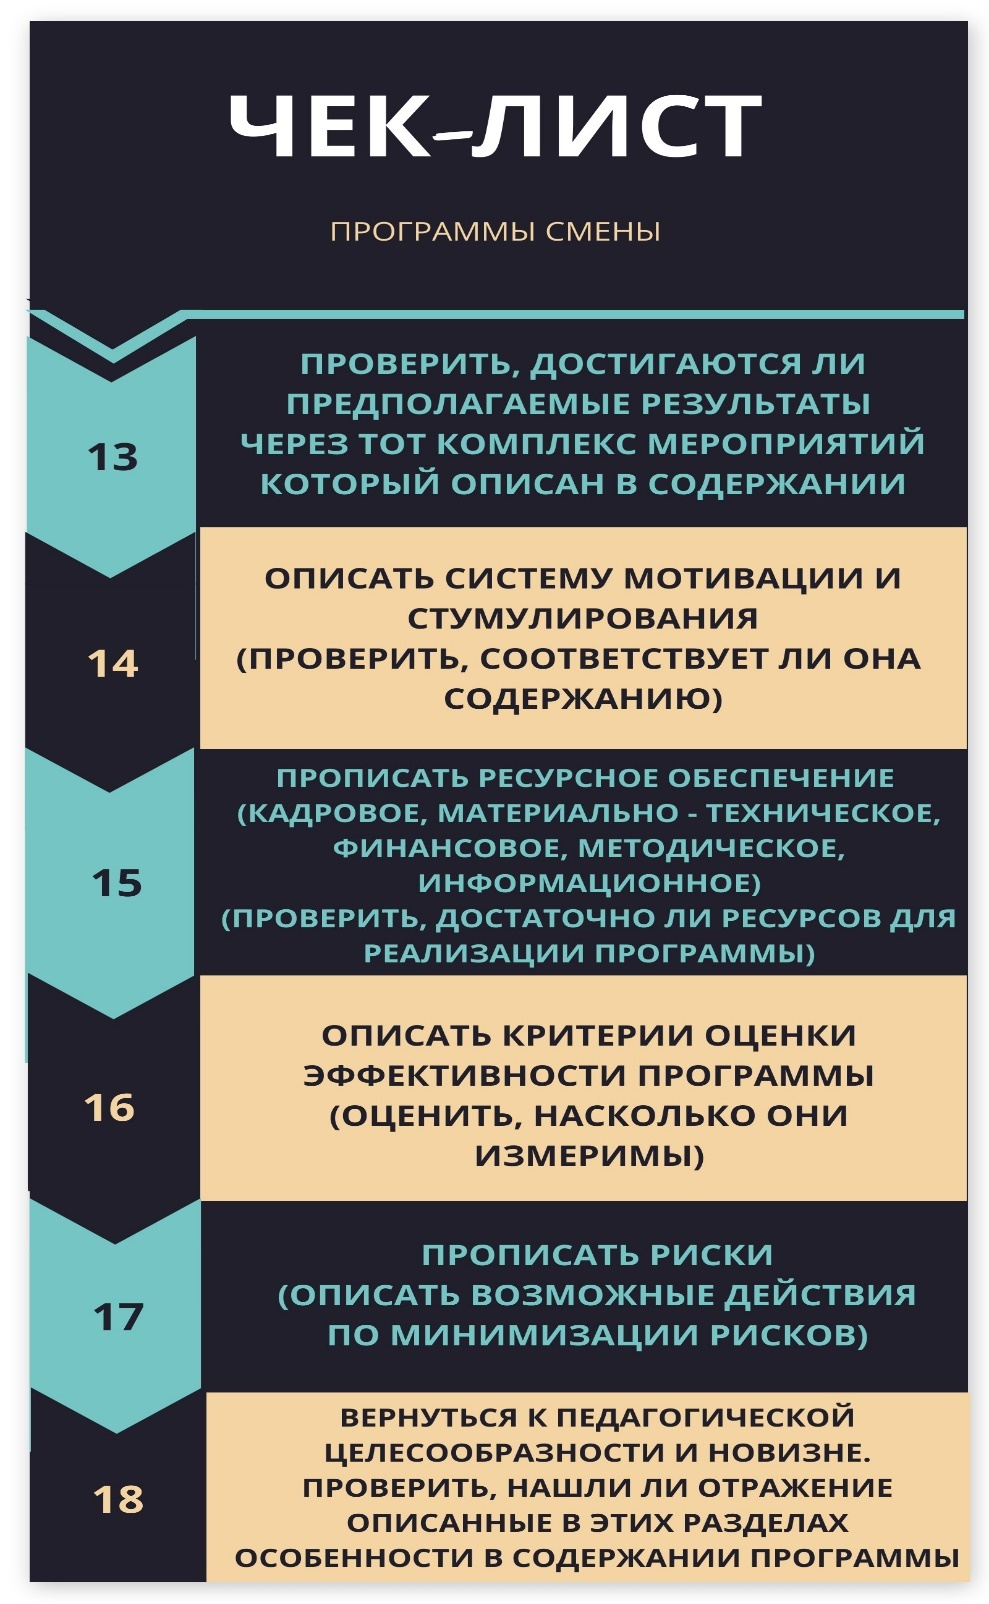 ЧЕК-ЛИСТ
ПРОГРАММЫ СМЕНЫ
13
ПРОВЕРИТЬ, ДОСТИГАЮТСЯ ЛИ
ПРЕДПОЛАГАЕМЫЕ РЕЗУЛЬТАТЫ
ЧЕРЕЗ ТОТ КОМПЛЕКС МЕРОПРИЯТИЙ
КОТОРЫЙ ОПИСАН В СОДЕРЖАНИИ
14
ОПИСАТЬ СИСТЕМУ МОТИВАЦИИ И
СТУМУЛИРОВАНИЯ
(ПРОВЕРИТЬ, СООТВЕТСТВУЕТ ЛИ ОНА
СОДЕРЖАНИЮ)
15
ПРОПИСАТЬ РЕСУРСНОЕ ОБЕСПЕЧЕНИЕ
(КАДРОВОЕ, МАТЕРИАЛЬНО - ТЕХНИЧЕСКОЕ,
ФИНАНСОВОЕ, МЕТОДИЧЕСКОЕ,
ИНФОРМАЦИОННОЕ)
(ПРОВЕРИТЬ, ДОСТАТОЧНО ЛИ РЕСУРСОВ ДЛЯ
РЕАЛИЗАЦИИ ПРОГРАММЫ)
16
ОПИСАТЬ КРИТЕРИИ ОЦЕНКИ
ЭФФЕКТИВНОСТИ ПРОГРАММЫ
(ОЦЕНИТЬ, НАСКОЛЬКО ОНИ
ИЗМЕРИМЫ)
17
ПРОПИСАТЬ РИСКИ
(ОПИСАТЬ ВОЗМОЖНЫЕ ДЕЙСТВИЯ
ПО МИНИМИЗАЦИИ РИСКОВ)
18
ВЕРНУТЬСЯ К ПЕДАГОГИЧЕСКОЙ
ЦЕЛЕСООБРАЗНОСТИ И НОВИЗНЕ.
ПРОВЕРИТЬ, НАШЛИ ЛИ ОТРАЖЕНИЕ
ОПИСАННЫЕ В ЭТИХ РАЗДЕЛАХ
ОСОБЕННОСТИ В СОДЕРЖАНИИ ПРОГРАММЫ